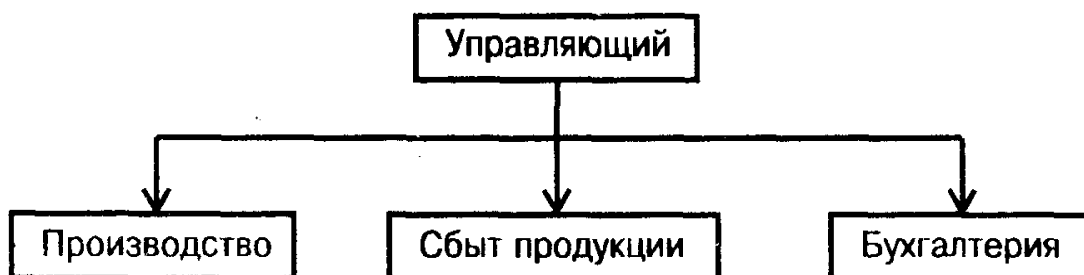 Управляющий
Производство
Сбыт продукции
Бухгалтерия